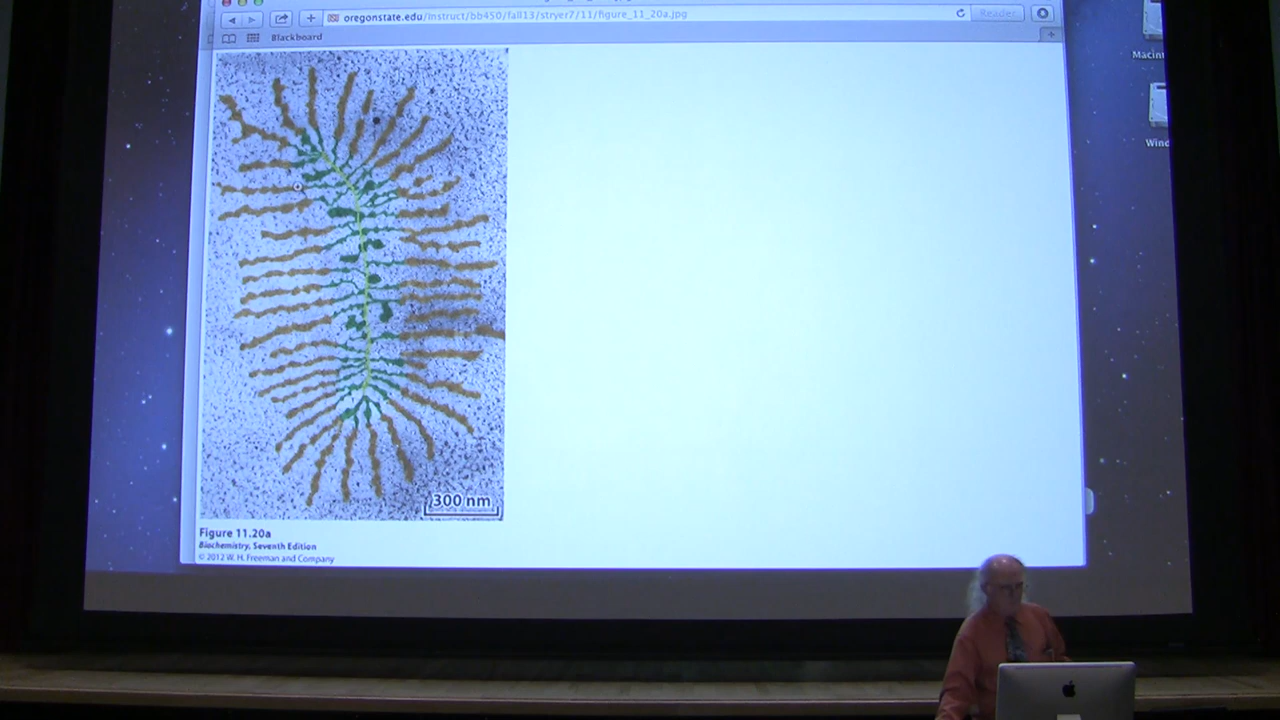 oregonstate.edu/instruct/bb450/fall13/stryer7/11/figure_11_20a.jpg
Reader
Blackboard
Macint
Wind
300 nm
Figure 11.20a
Biochemistry, Seventh Edition
© 2012 W. H. Freeman and Company